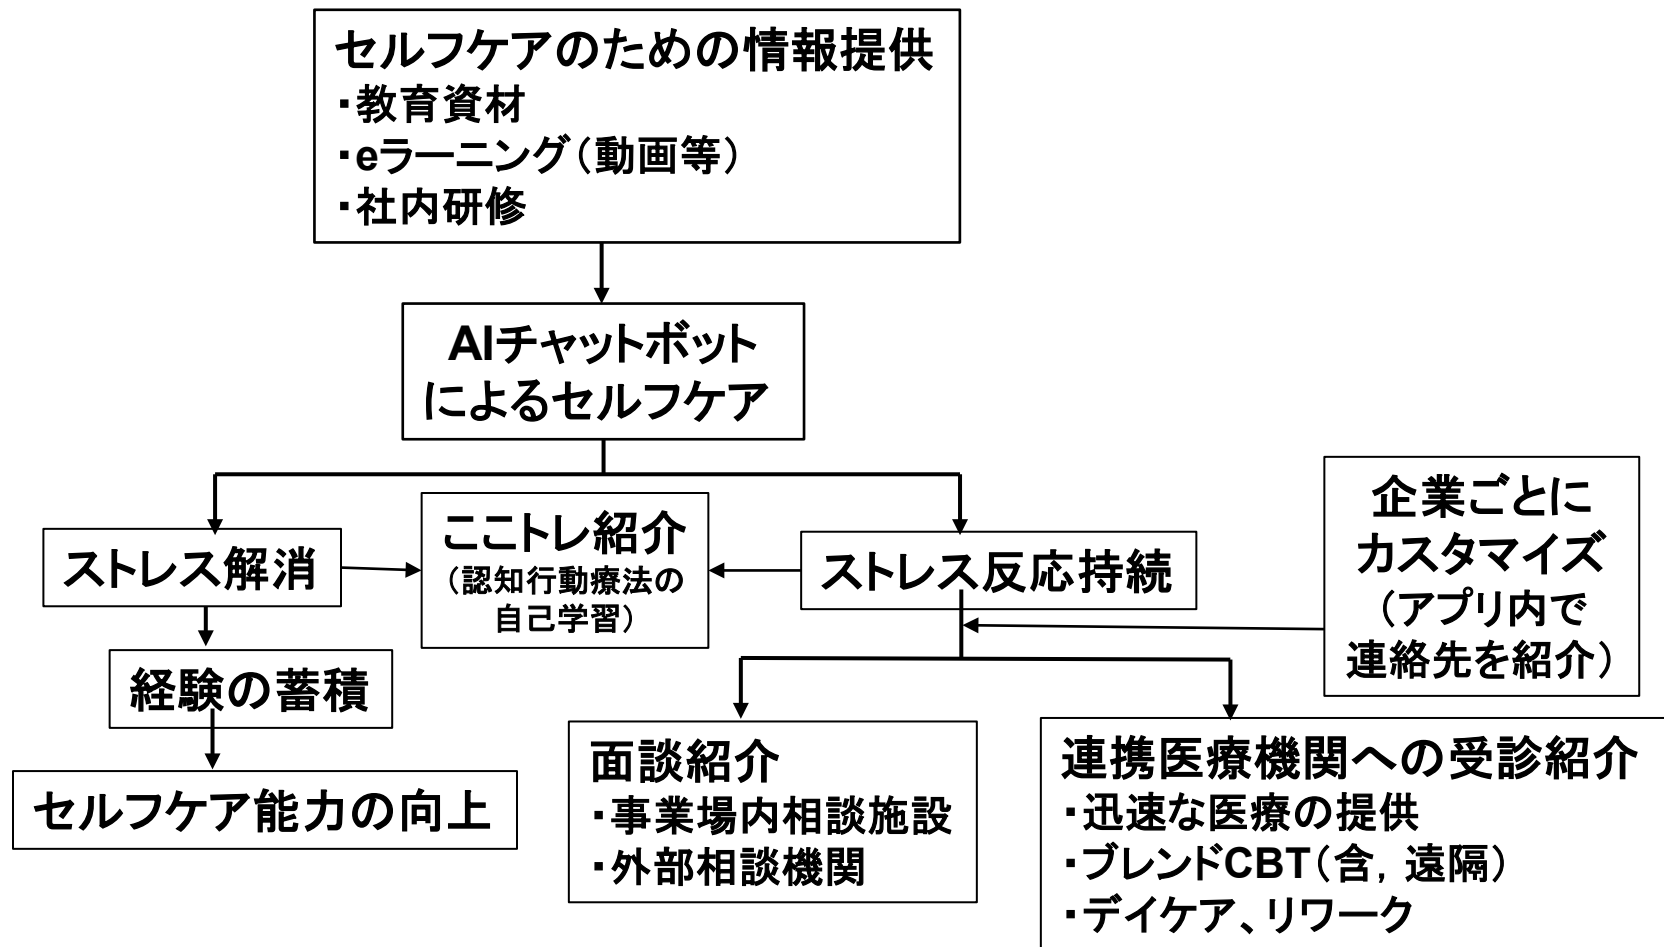 セルフケアのための情報提供
・教育資材
・eラーニング（動画等）
・社内研修
AIチャットボット
によるセルフケア
ストレス解消
ここトレ紹介
（認知行動療法の
自己学習）
ストレス反応持続
企業ごとに
カスタマイズ
（アプリ内で
連絡先を紹介）
経験の蓄積
セルフケア能力の向上
面談紹介
・事業場内相談施設
・外部相談機関
連携医療機関への受診紹介
・迅速な医療の提供
・ブレンドCBT（含，遠隔）
・デイケア、リワーク